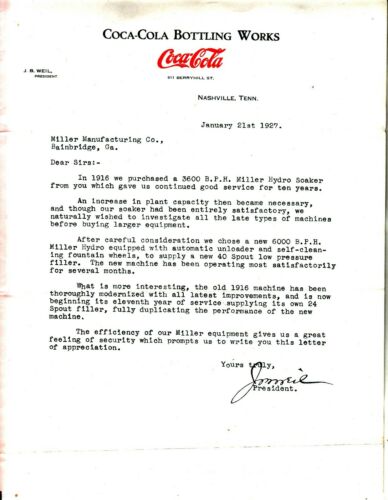 COCA-COLA BOTTLING WORKS
Coca-Cola
J. B. WEIL,
PRESIDENT.
511 BERRYHILL ST.
NASHVILLE, TENN.
January 21st 1927.
Miller Manufacturing Co.,
Bainbridge, Ga.
Dear Sirs:-
In 1916 we purchased a 3600 B.P.H. Miller Hydro Soaker
from you which gave us continued good service for ten years.
An increase in plant capacity then became necessary,
and though our soaker had been entirely satisfactory, we
naturally wished to investigate all the late types of machines
before buying larger equipment.
After careful consideration we chose a new 6000 B.P.H.
Miller Hydro equipped with automatic unloader and self-clean-
ing fountain wheels, to supply a new 40 Spout low pressure
filler. The new machine has been operating most satisfactorily
for several months.
What is more interesting, the old 1916 machine has been
thoroughly modernized with all latest improvements, and is now
beginning its eleventh year of service supplying its own 24
Spout filler, fully duplicating the performance of the new
machine.
The efficiency of our Miller equipment gives us a great
feeling of security which prompts us to write you this letter
of appreciation.
Yours truly,
President.